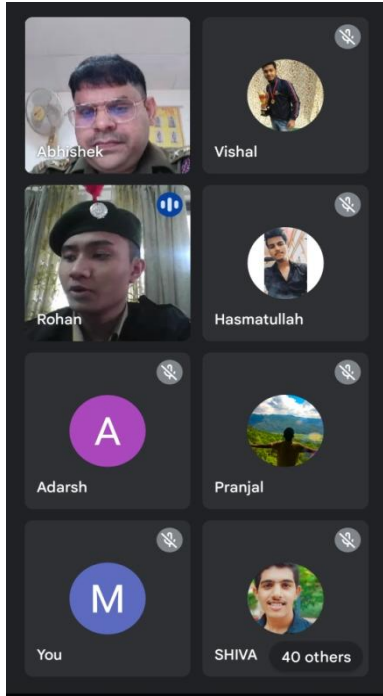 Abhishek
Vishal
Rohan
Hasmatullah
A
Adarsh
Pranjal
M
You
SHIVA
40 others